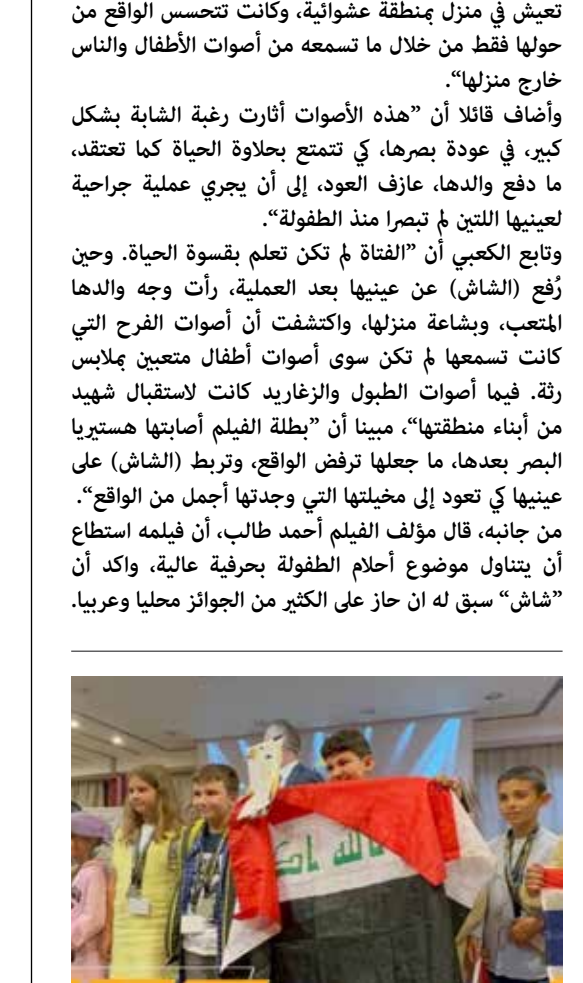 تعيش في منزل بمنطقة عشوائية، وكانت تتحسس الواقع من
حولها فقط من خلال ما تسمعه من أصوات الأطفال والناس
خارج منزلها“.
وأضاف قائلا أن ”هذه الأصوات أثارت رغبة الشابة بشكل
كبير، في عودة بصرها، كي تتمتع بحلاوة الحياة كما تعتقد،
ما دفع والدها، عازف العود، إلى أن يجري عملية جراحية
لعينيها اللتين لم تبصرا منذ الطفولة“.
وتابع الكعبي أن ”الفتاة لم تكن تعلم بقسوة الحياة. وحين
رُفع (الشاش) عن عينيها بعد العملية، رأت وجه والدها
المتعب، وبشاعة منزلها، واكتشفت أن أصوات الفرح التي
كانت تسمعها لم تكن سوى أصوات أطفال متعبين بملابس
رثة. فيما أصوات الطبول والزغاريد كانت لاستقبال شهيد
من أبناء منطقتها“، مبينا أن ”بطلة الفيلم أصابتها هستيريا
البصر بعدها، ما جعلها ترفض الواقع، وتربط (الشاش) على
عينيها كي تعود إلى مخيلتها التي وجدتها أجمل من الواقع“.
من جانبه، قال مؤلف الفيلم أحمد طالب، أن فيلمه استطاع
أن يتناول موضوع أحلام الطفولة بحرفية عالية، واكد أن
”شاش“ سبق له ان حاز على الكثير من الجوائز محليا وعربيا.
الله